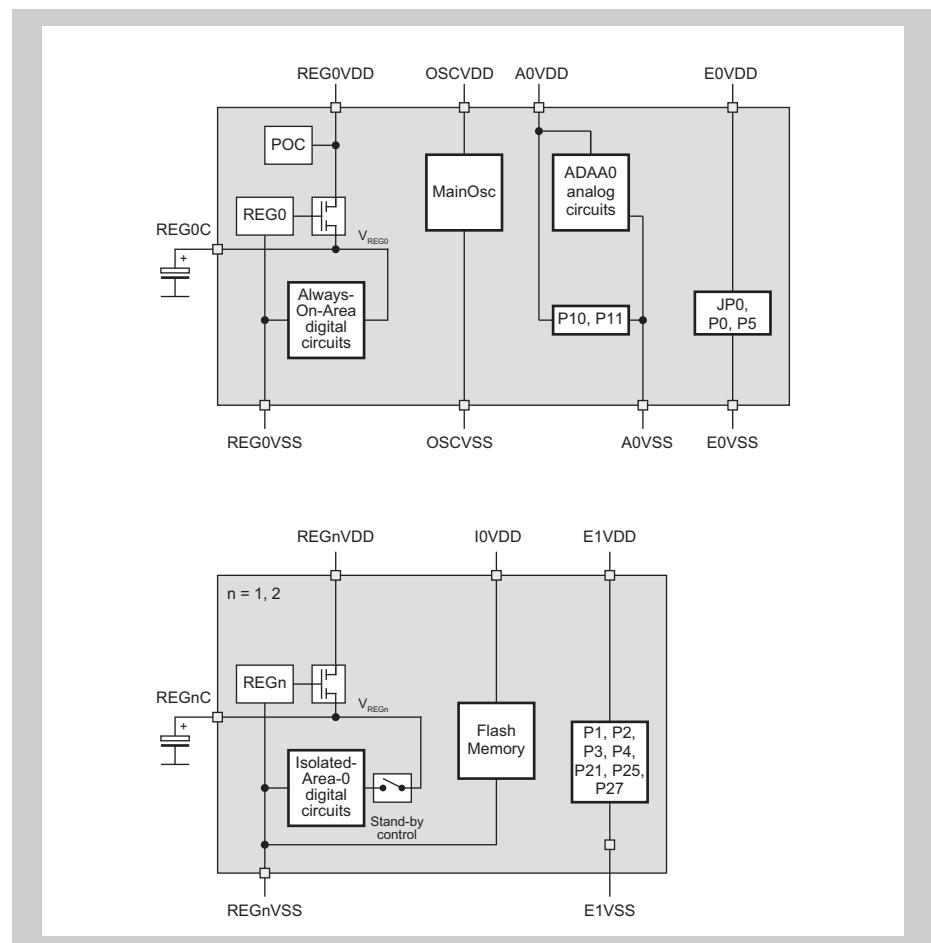 REG0VDD OSCVDD A0VDD E0VDD
POC
MainOsc
ADAA0
analog
circuits
REG0
REG0C
VREG0
+
Always-
On-Area
digital
circuits
P10, P11
JP0,
P0, P5
REG0VSS OSCVSS A0VSS E0VSS
REGnVDD I0VDD E1VDD
n = 1, 2
REGn
REGnC
VREGn
+
Flash
Memory
P1, P2,
P3, P4,
P21, P25,
P27
Isolated-
Area-0
digital
circuits
Stand-by
control
REGnVSS E1VSS